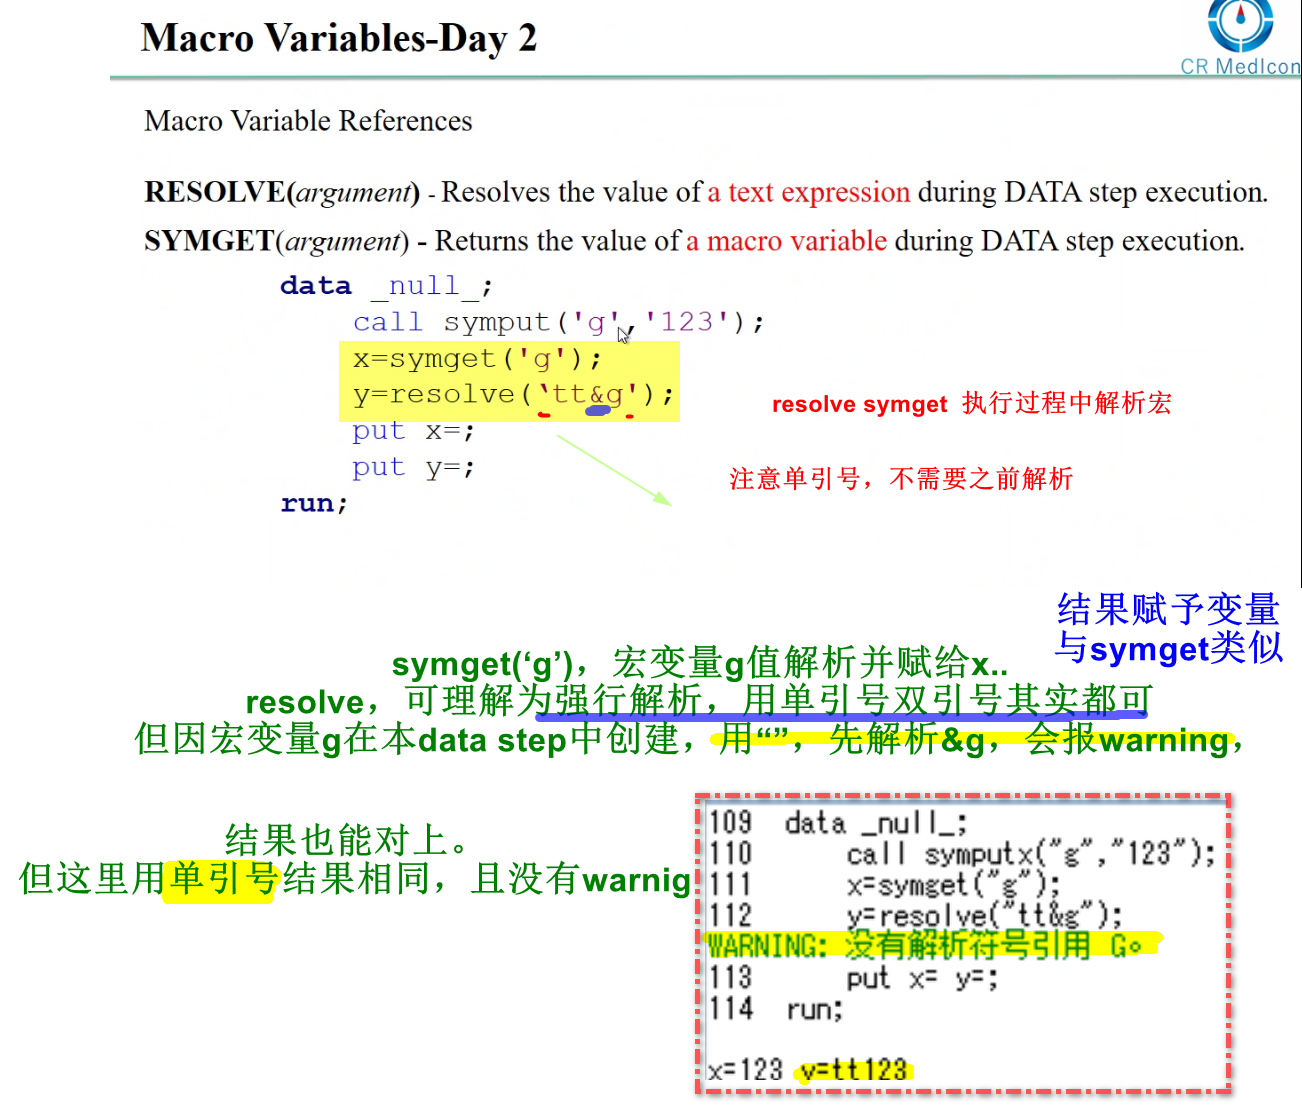 Macro Variables-Day 2
CR MedIcon
Macro Variable References
RESOLVE(argument) - Resolves the value of a text expression during DATA step execution.
SYMGET(argument) - Returns the value of a macro variable during DATA step execution.
data _null_;
call symput('g','123');
x=symget('g');
y=resolve(‘tt&g');
put x=;
put y=;
run;
resolve symget 执行过程中解析宏
注意单引号，不需要之前解析
结果赋予变量
与symget类似
symget(‘g’)，宏变量g值解析并赋给x..
resolve，可理解为强行解析，用单引号双引号其实都可
但因宏变量g在本data step中创建，用“”，先解析&g，会报warning，
结果也能对上。
但这里用单引号结果相同，且没有warnig
109 data _null_;
110 call symputx("g","123");
111 x=symget("g");
112 y=resolve("tt&g");
WARNING: 没有解析符号引用 G。
113 put x= y=;
114 run;
x=123 y=tt123